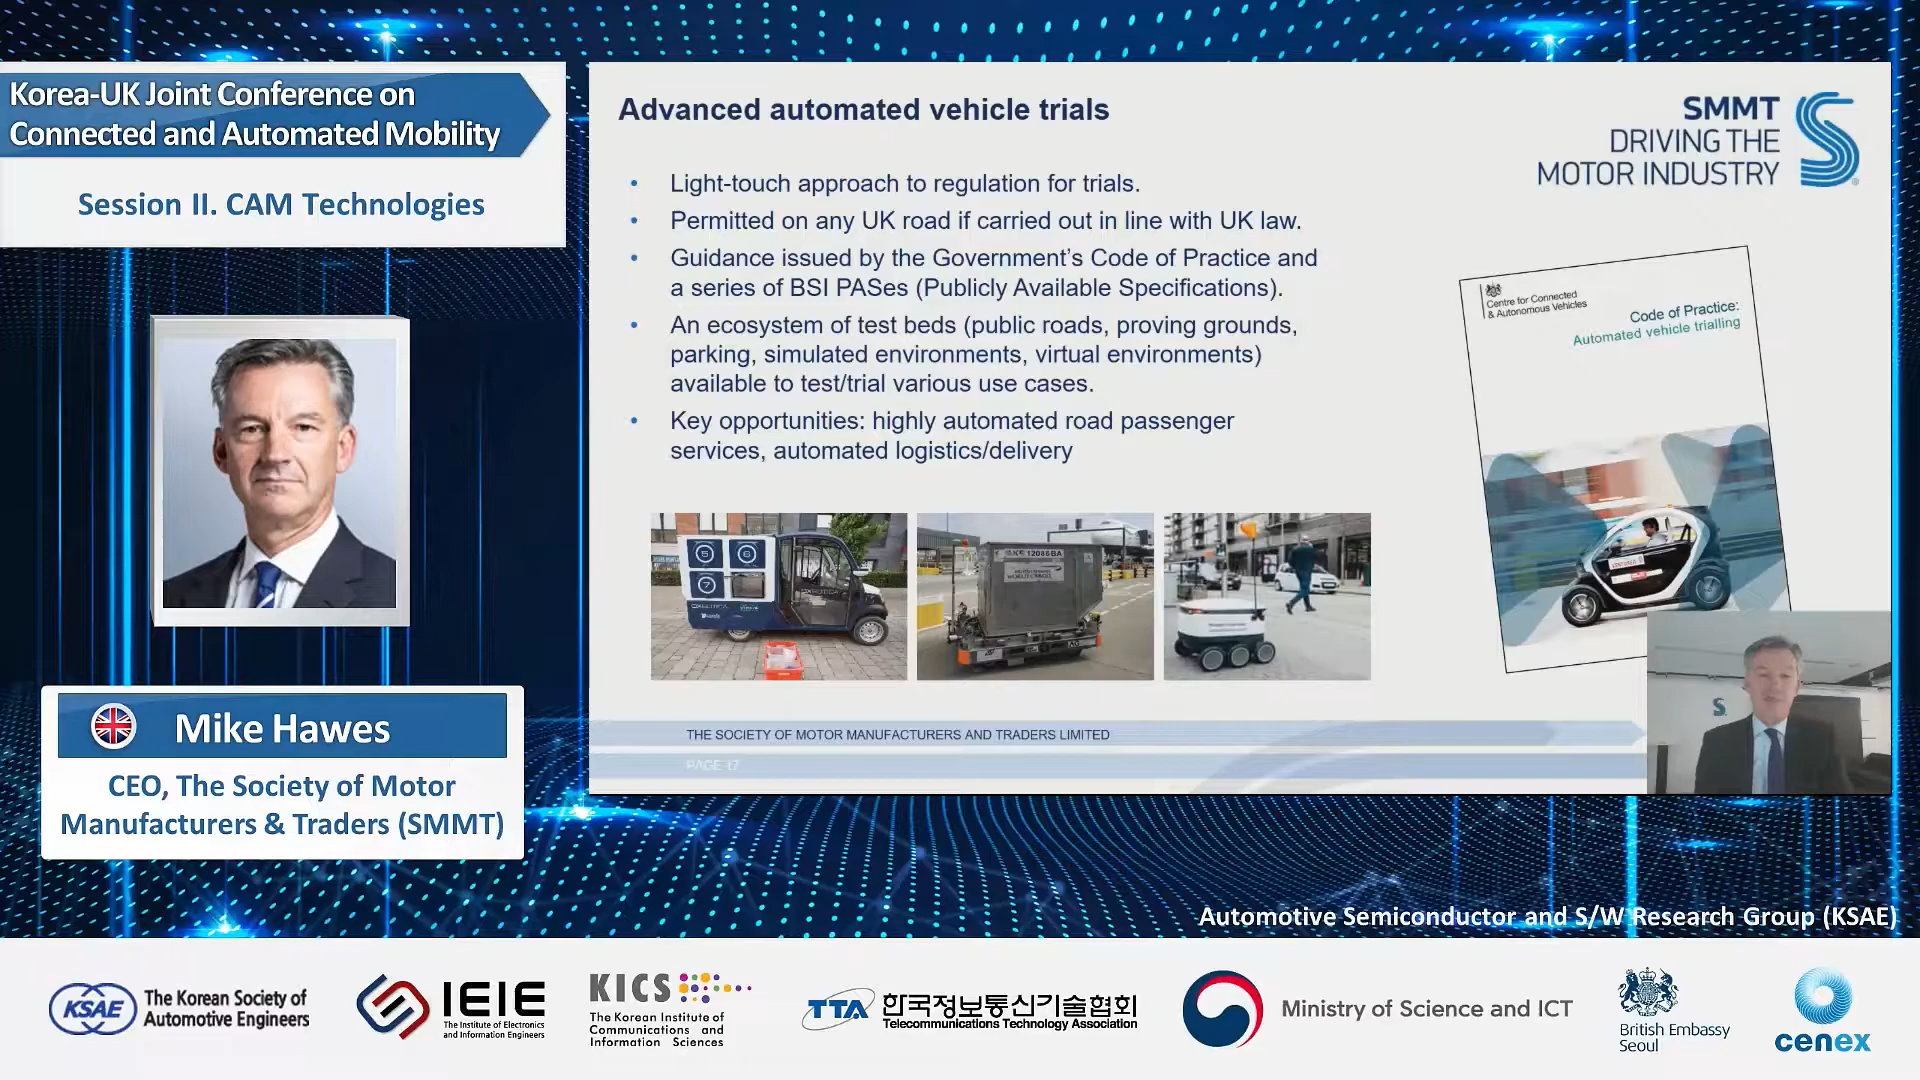 Korea-UK Joint Conference on
Connected and Automated Mobility
Session II. CAM Technologies
Mike Hawes
CEO, The Society of Motor
Manufacturers & Traders (SMMT)
Advanced automated vehicle trials
SMMT
DRIVING THE
MOTOR INDUSTRY
• Light-touch approach to regulation for trials.
• Permitted on any UK road if carried out in line with UK law.
• Guidance issued by the Government's Code of Practice and
a series of BSI PASes (Publicly Available Specifications).
• An ecosystem of test beds (public roads, proving grounds,
parking, simulated environments, virtual environments)
available to test/trial various use cases.
• Key opportunities: highly automated road passenger
services, automated logistics/delivery
Centre for Connected
& Autonomous Vehicles
Code of Practice:
Automated vehicle trialling
5 6
7
OXBOTICA
AKE 12086 BA
THE SOCIETY OF MOTOR MANUFACTURERS AND TRADERS LIMITED
PAGE 17
Automotive Semiconductor and S/W Research Group (KSAE)
KSAE
The Korean Society of
Automotive Engineers
IEIE
The Institute of Electronics
and Information Engineers
KICS
The Korean Institute of
Communications and
Information Sciences
TTA 한국정보통신기술협회
Telecommunications Technology Association
Ministry of Science and ICT
British Embassy
Seoul
cenex